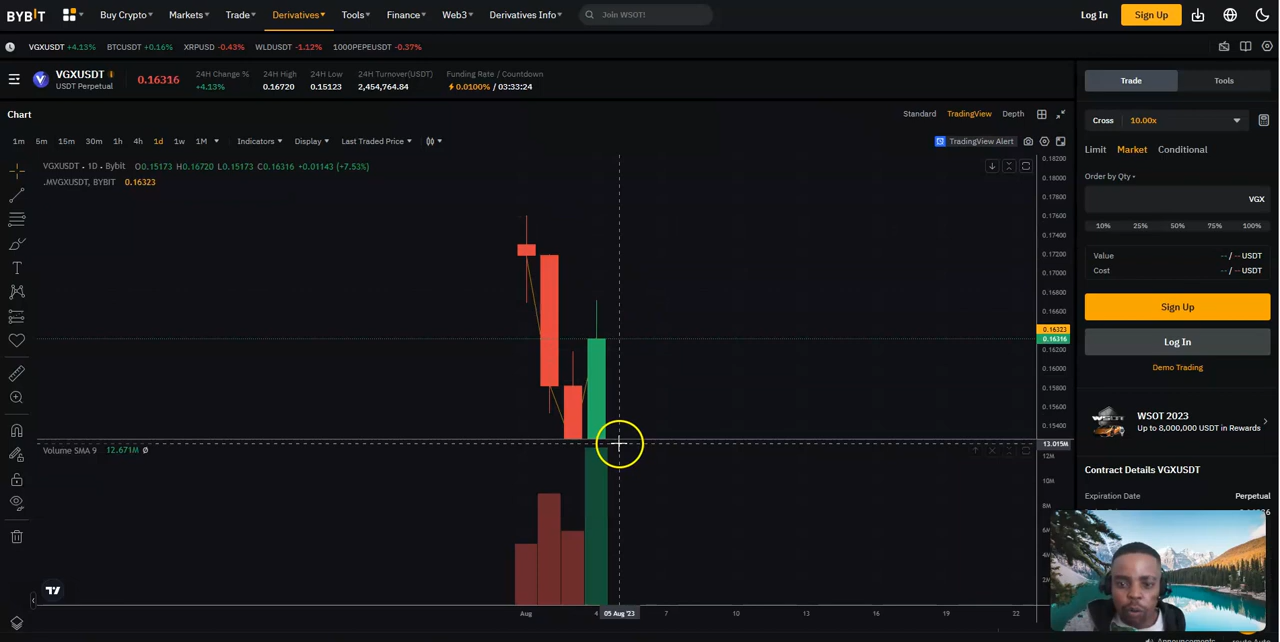 BYBIT Buy Crypto Markets Trade Derivatives Tools Finance Web3 Derivatives Info Join WSOT! Log In Sign Up
VGXUSDT +4.13% BTCUSDT +0.16% XRPUSD -0.43% WLDUSDT -1.12% 1000PEPEUSDT -0.37%
VGXUSDT
USDT Perpetual
0.16316
24H Change %
+4.13%
24H High
0.16720
24H Low
0.15123
24H Turnover(USDT)
2,454,764.84
Funding Rate / Countdown
0.0100% / 03:33:24
Chart
Standard TradingView Depth
1m 5m 15m 30m 1h 4h 1d 1w 1M Indicators Display Last Traded Price
TradingView Alert
VGXUSDT · 1D · Bybit O0.15173 H0.16720 L0.15173 C0.16316 +0.01143 (+7.53%)
.MVGXUSDT, BYBIT 0.16323
0.18200
0.18000
0.17800
0.17600
0.17400
0.17200
0.17000
0.16800
0.16600
0.16323
0.16316
0.16200
0.16000
0.15800
0.15600
0.15400
13.015M
Volume SMA 9 12.671M Ø
12M
10M
8M
Aug 4 05 Aug '23 7 10 13 16 19 22
Trade Tools
Cross 10.00x
Limit Market Conditional
Order by Qty
VGX
10% 25% 50% 75% 100%
Value -- / -- USDT
Cost -- / -- USDT
Sign Up
Log In
Demo Trading
WSOT
WSOT 2023
Up to 8,000,000 USDT in Rewards
Contract Details VGXUSDT
Expiration Date Perpetual